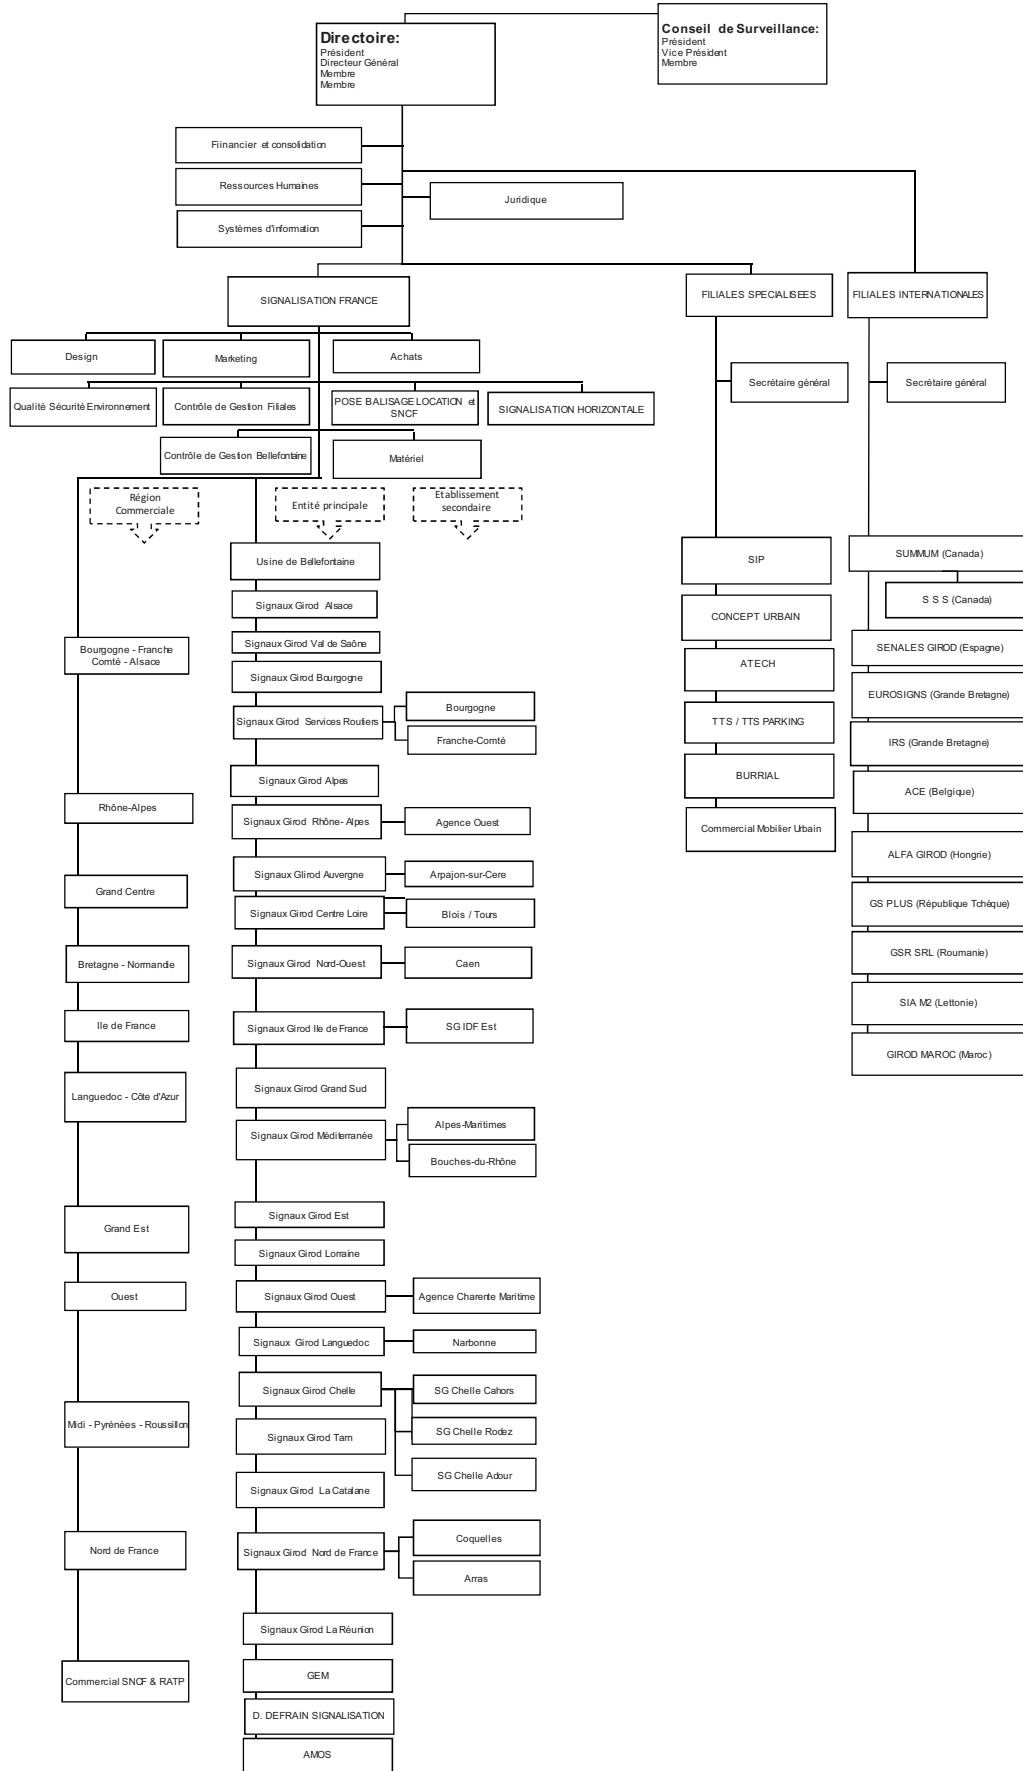 Directoire:
Président
Directeur Général
Membre
Membre
Conseil de Surveillance:
Président
Vice Président
Membre
Fiinancier et consolidation
Ressources Humaines
Juridique
Systèmes d'information
SIGNALISATION FRANCE
FILIALES SPECIALISEES
FILIALES INTERNATIONALES
Design
Marketing
Achats
Secrétaire général
Secrétaire général
Qualité Sécurité Environnement
Contrôle de Gestion Filiales
POSE BALISAGE LOCATION et
SNCF
SIGNALISATION HORIZONTALE
Contrôle de Gestion Bellefontaine
Matériel
Région
Commerciale
Entité principale
Etablissement
secondaire
Bourgogne - Franche
Comté - Alsace
Rhône-Alpes
Grand Centre
Bretagne - Normandie
Ile de France
Languedoc - Côte d'Azur
Grand Est
Ouest
Midi - Pyrénées - Roussillon
Nord de France
Commercial SNCF & RATP
Usine de Bellefontaine
Signaux Girod Alsace
Signaux Girod Val de Saône
Signaux Girod Bourgogne
Signaux Girod Services Routiers
Bourgogne
Franche-Comté
Signaux Girod Alpes
Signaux Girod Rhône- Alpes
Agence Ouest
Signaux GIirod Auvergne
Arpajon-sur-Cere
Signaux Girod Centre Loire
Blois / Tours
Signaux Girod Nord-Ouest
Caen
Signaux Girod Ile de France
SG IDF Est
Signaux Girod Grand Sud
Signaux Girod Méditerranée
Alpes-Maritimes
Bouches-du-Rhône
Signaux Girod Est
Signaux Girod Lorraine
Signaux Girod Ouest
Agence Charente Maritime
Signaux Girod Languedoc
Narbonne
Signaux Girod Chelle
SG Chelle Cahors
SG Chelle Rodez
SG Chelle Adour
Signaux Girod Tarn
Signaux Girod La Catalane
Signaux Girod Nord de France
Coquelles
Arras
Signaux Girod La Réunion
GEM
D. DEFRAIN SIGNALISATION
AMOS
SIP
CONCEPT URBAIN
ATECH
TTS / TTS PARKING
BURRIAL
Commercial Mobilier Urbain
SUMMUM (Canada)
S S S (Canada)
SENALES GIROD (Espagne)
EUROSIGNS (Grande Bretagne)
IRS (Grande Bretagne)
ACE (Belgique)
ALFA GIROD (Hongrie)
GS PLUS (République Tchèque)
GSR SRL (Roumanie)
SIA M2 (Lettonie)
GIROD MAROC (Maroc)